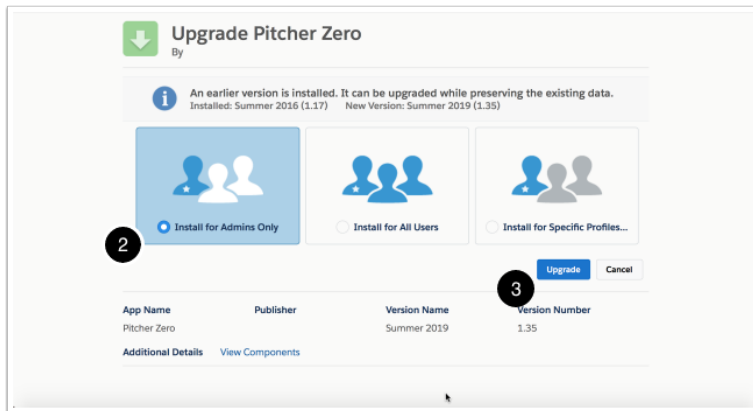 Upgrade Pitcher Zero
By
An earlier version is installed. It can be upgraded while preserving the existing data.
Installed: Summer 2016 (1.17) New Version: Summer 2019 (1.35)
Install for Admins Only
Install for All Users
Install for Specific Profiles...
2
Upgrade
Cancel
3
App Name Publisher Version Name Version Number
Pitcher Zero Summer 2019 1.35
Additional Details View Components